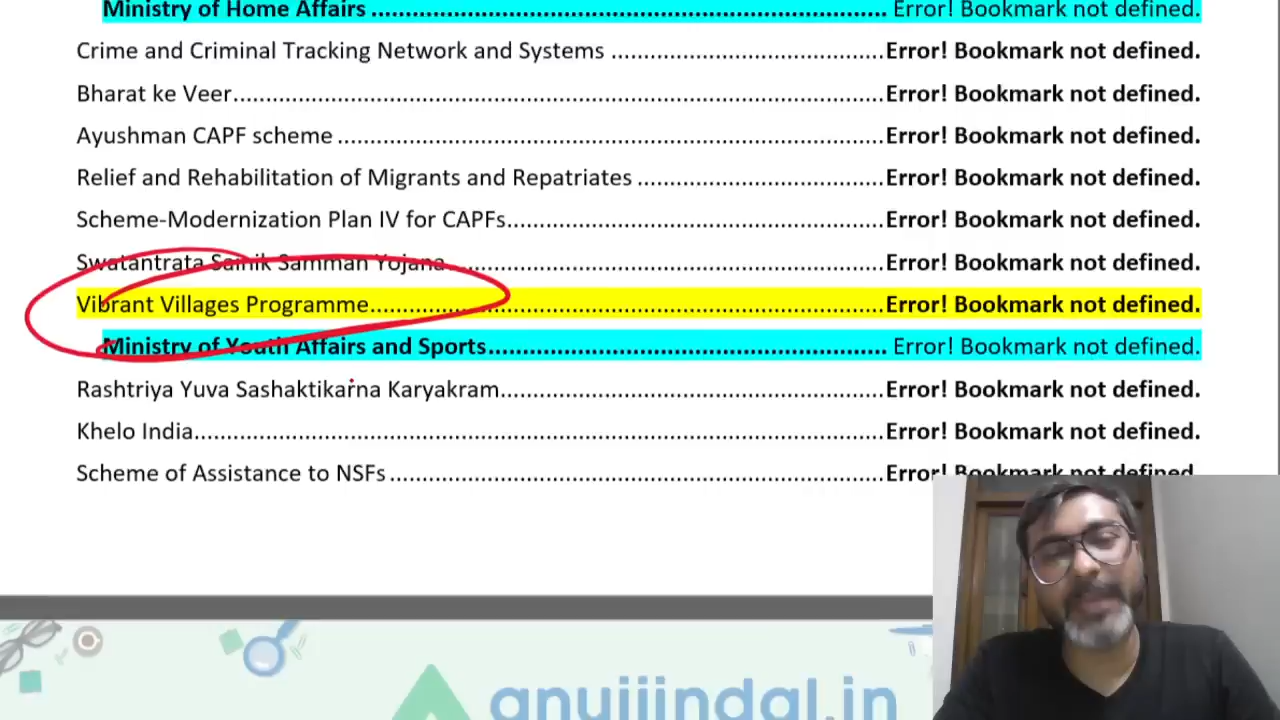 Ministry of Home Affairs ................................................................................ Error! Bookmark not defined.
Crime and Criminal Tracking Network and Systems ..........................................Error! Bookmark not defined.
Bharat ke Veer....................................................................................................Error! Bookmark not defined.
Ayushman CAPF scheme ....................................................................................Error! Bookmark not defined.
Relief and Rehabilitation of Migrants and Repatriates ......................................Error! Bookmark not defined.
Scheme-Modernization Plan IV for CAPFs..........................................................Error! Bookmark not defined.
Swatantrata Sainik Samman Yojana ..................................................................Error! Bookmark not defined.
Vibrant Villages Programme................................................................................Error! Bookmark not defined.
Ministry of Youth Affairs and Sports............................................................. Error! Bookmark not defined.
Rashtriya Yuva Sashaktikarna Karyakram...........................................................Error! Bookmark not defined.
Khelo India..........................................................................................................Error! Bookmark not defined.
Scheme of Assistance to NSFs ............................................................................Error! Bookmark not defined.
anujjindal.in